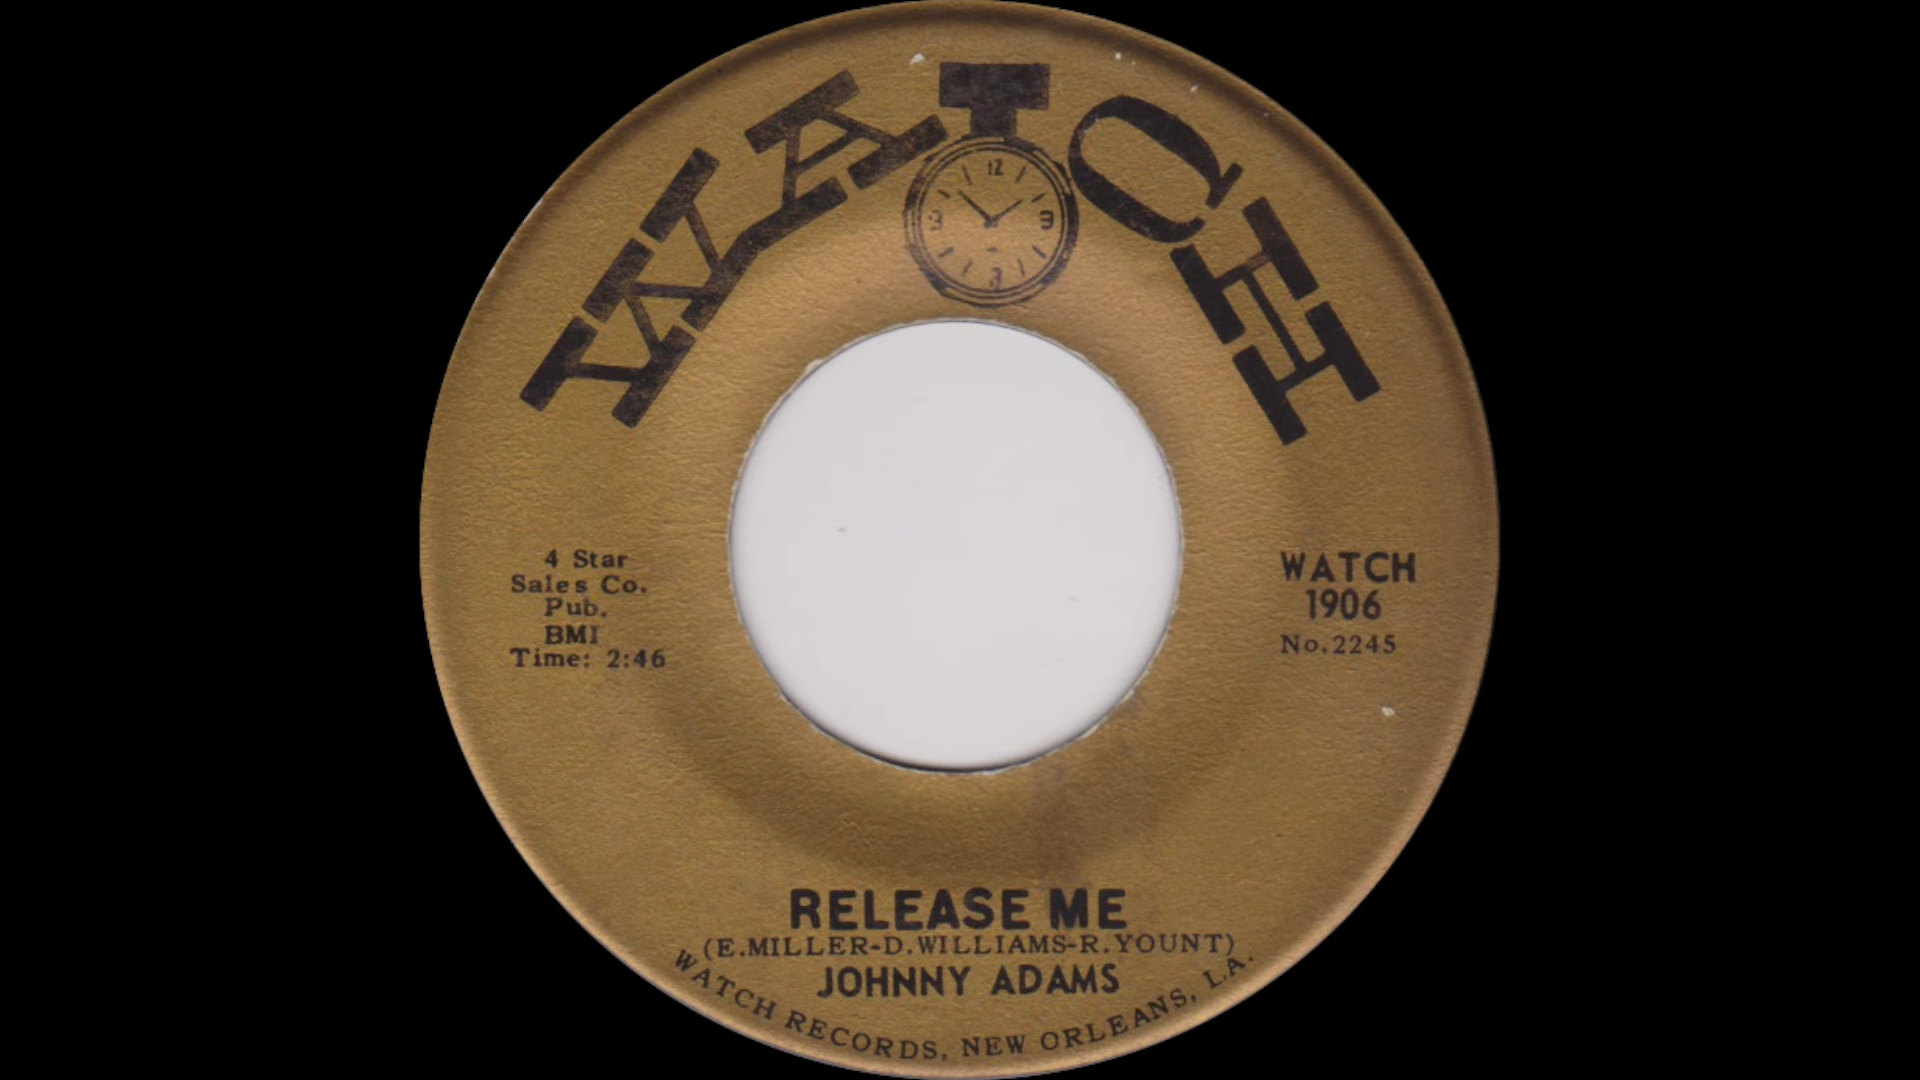 WATCH
12
3 3
6
4 Star
Sales Co.
Pub.
BMI
Time: 2:46
WATCH
1906
No.2245
RELEASE ME
(E.MILLER-D.WILLIAMS-R.YOUNT)
JOHNNY ADAMS
WATCH RECORDS, NEW ORLEANS, LA.